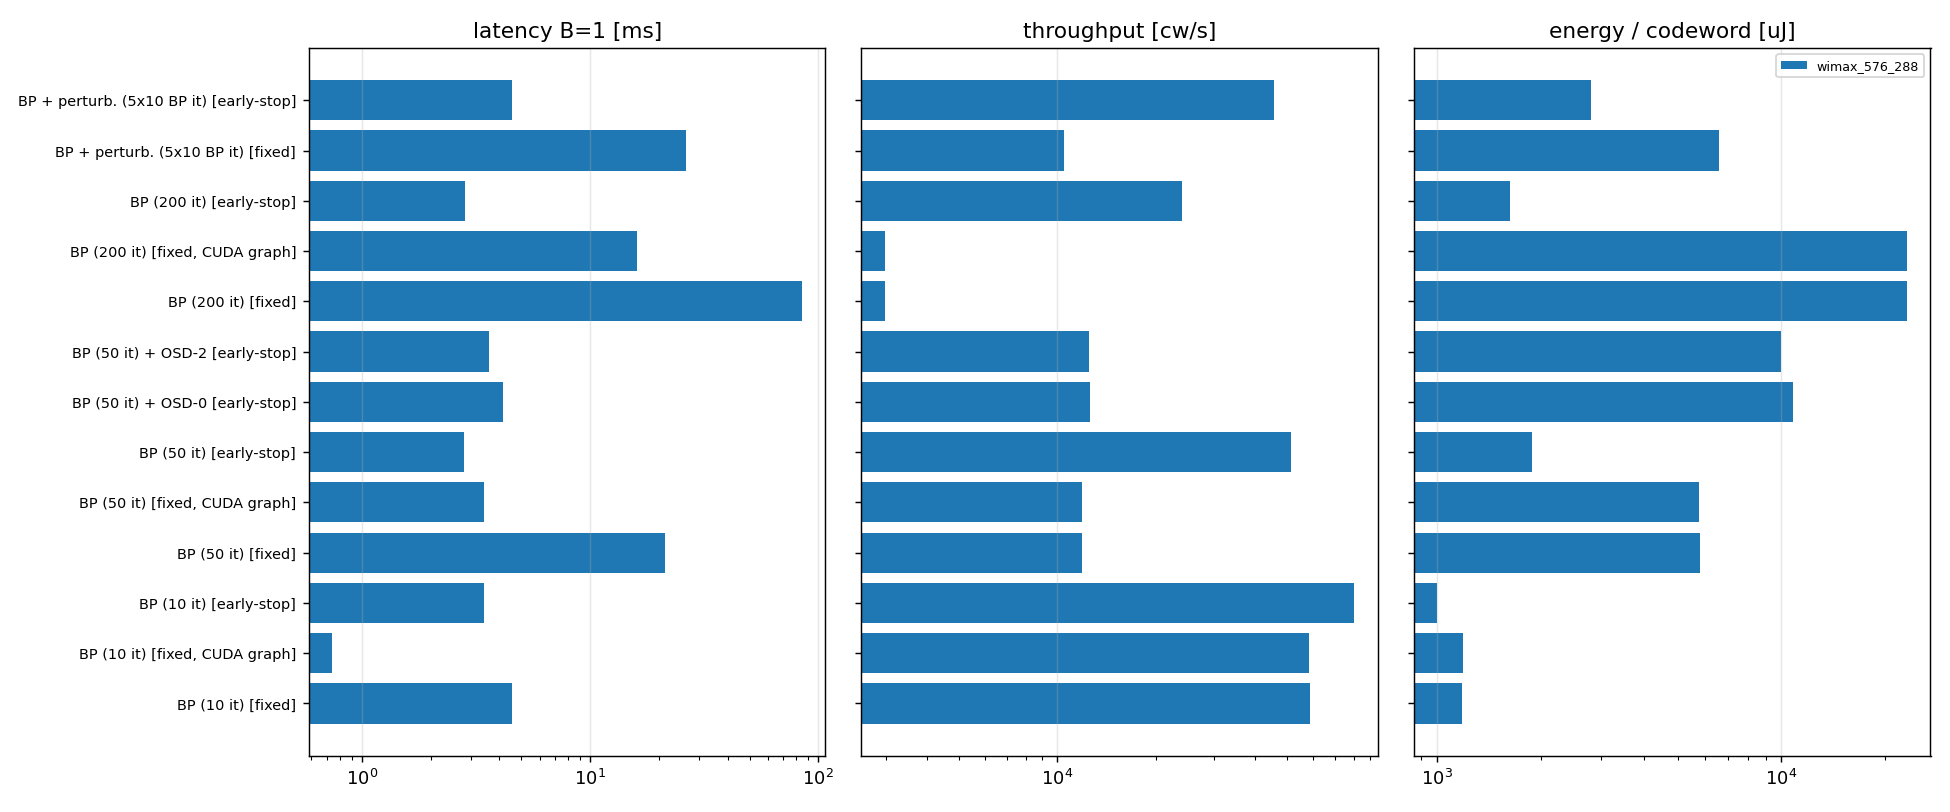 latency B=1 [ms]
throughput [cw/s]
energy / codeword [uJ]
wimax_576_288
BP + perturb. (5x10 BP it) [early-stop]
BP + perturb. (5x10 BP it) [fixed]
BP (200 it) [early-stop]
BP (200 it) [fixed, CUDA graph]
BP (200 it) [fixed]
BP (50 it) + OSD-2 [early-stop]
BP (50 it) + OSD-0 [early-stop]
BP (50 it) [early-stop]
BP (50 it) [fixed, CUDA graph]
BP (50 it) [fixed]
BP (10 it) [early-stop]
BP (10 it) [fixed, CUDA graph]
BP (10 it) [fixed]
10⁰ 10¹ 10²
10⁴
10³ 10⁴